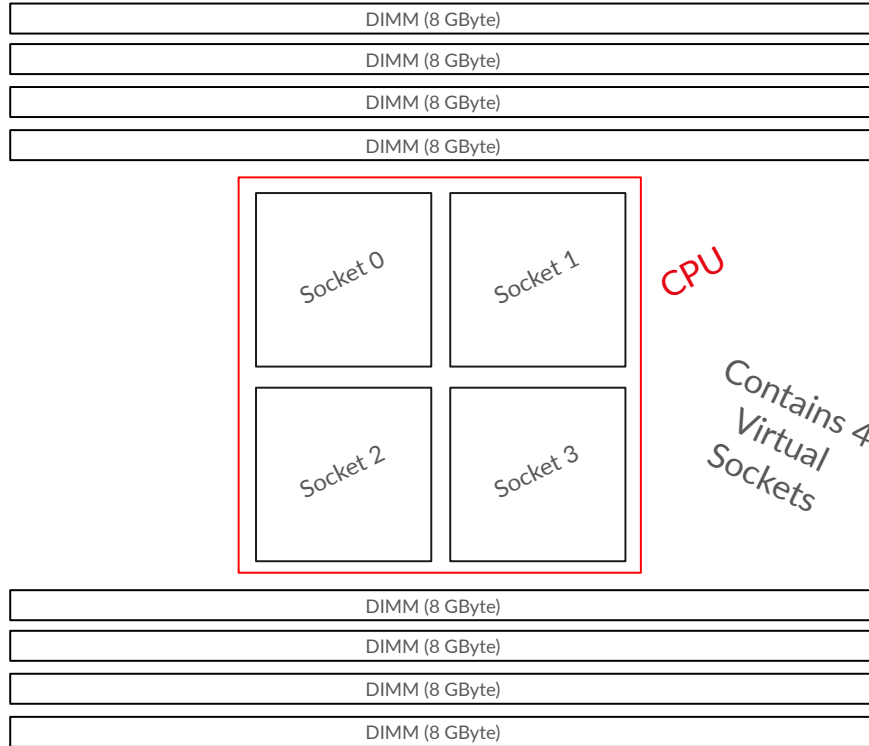 DIMM (8 GByte)
DIMM (8 GByte)
DIMM (8 GByte)
DIMM (8 GByte)
Socket 0
Socket 1
CPU
Contains 4
Virtual
Sockets
Socket 2
Socket 3
DIMM (8 GByte)
DIMM (8 GByte)
DIMM (8 GByte)
DIMM (8 GByte)